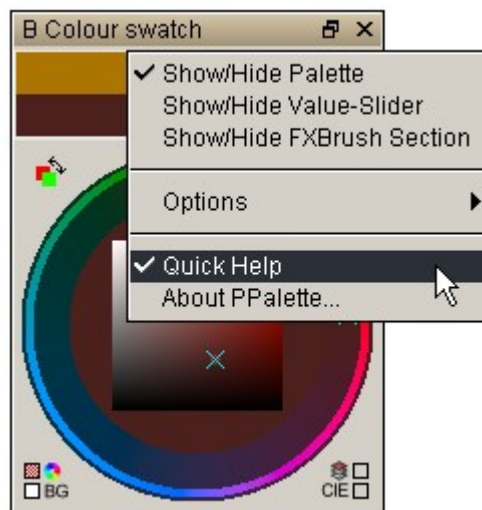 B Colour swatch
Show/Hide Palette
Show/Hide Value-Slider
Show/Hide FXBrush Section
Options
Quick Help
About PPalette...
BG
CIE